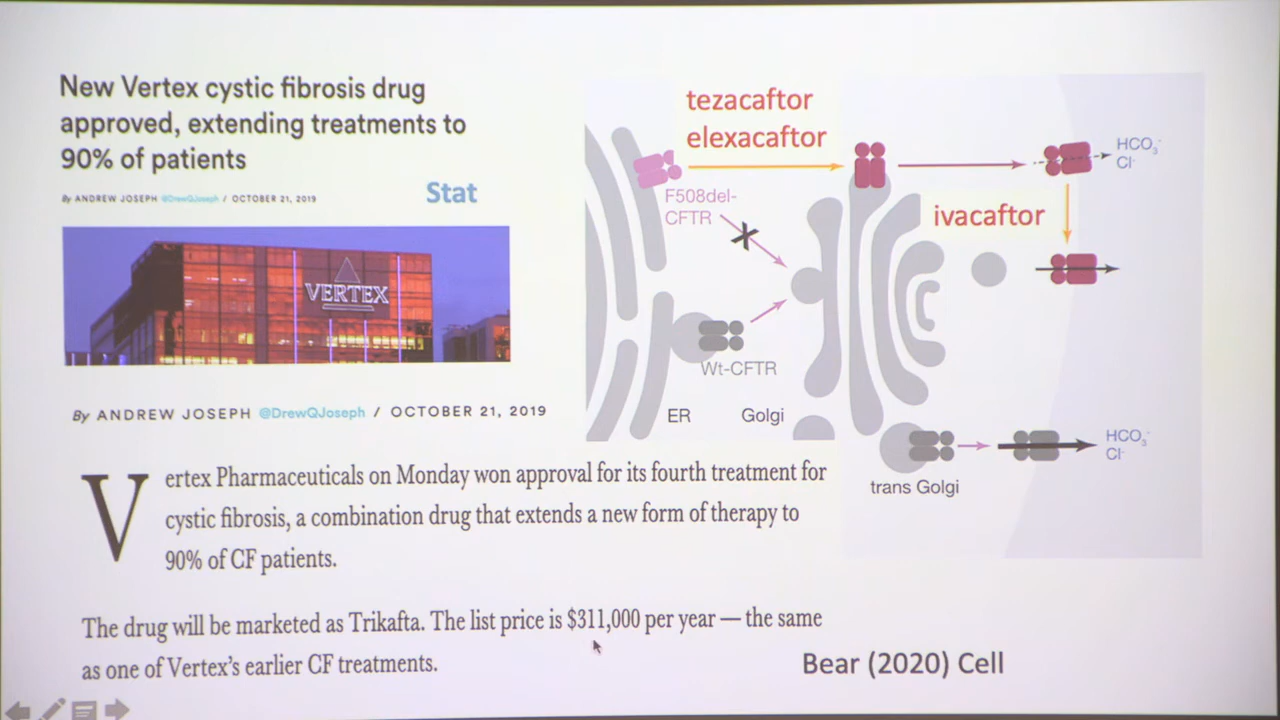 New Vertex cystic fibrosis drug
approved, extending treatments to
90% of patients
By ANDREW JOSEPH @DrewQJoseph / OCTOBER 21, 2019
Stat
VERTEX
By ANDREW JOSEPH @DrewQJoseph / OCTOBER 21, 2019
Vertex Pharmaceuticals on Monday won approval for its fourth treatment for
cystic fibrosis, a combination drug that extends a new form of therapy to
90% of CF patients.
The drug will be marketed as Trikafta. The list price is $311,000 per year — the same
as one of Vertex's earlier CF treatments.
tezacaftor
elexacaftor
F508del-
CFTR
HCO3-
Cl-
ivacaftor
Wt-CFTR
ER
Golgi
trans Golgi
HCO3-
Cl-
Bear (2020) Cell